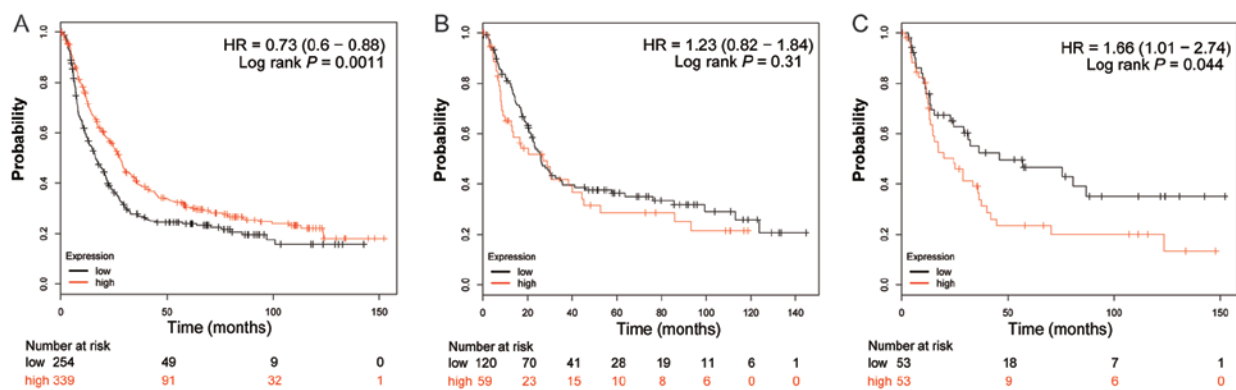 A
HR = 0.73 (0.6 – 0.88)
Log rank P = 0.0011
Probability
1.0
0.8
0.6
0.4
0.2
0.0
Expression
low
high
0 50 100 150
Time (months)
Number at risk
low 254 49 9 0
high 339 91 32 1
B
HR = 1.23 (0.82 – 1.84)
Log rank P = 0.31
Probability
1.0
0.8
0.6
0.4
0.2
0.0
Expression
low
high
0 20 40 60 80 100 120 140
Time (months)
Number at risk
low 120 70 41 28 19 11 6 1
high 59 23 15 10 8 6 0 0
C
HR = 1.66 (1.01 – 2.74)
Log rank P = 0.044
Probability
1.0
0.8
0.6
0.4
0.2
0.0
Expression
low
high
0 50 100 150
Time (months)
Number at risk
low 53 18 7 1
high 53 9 6 0